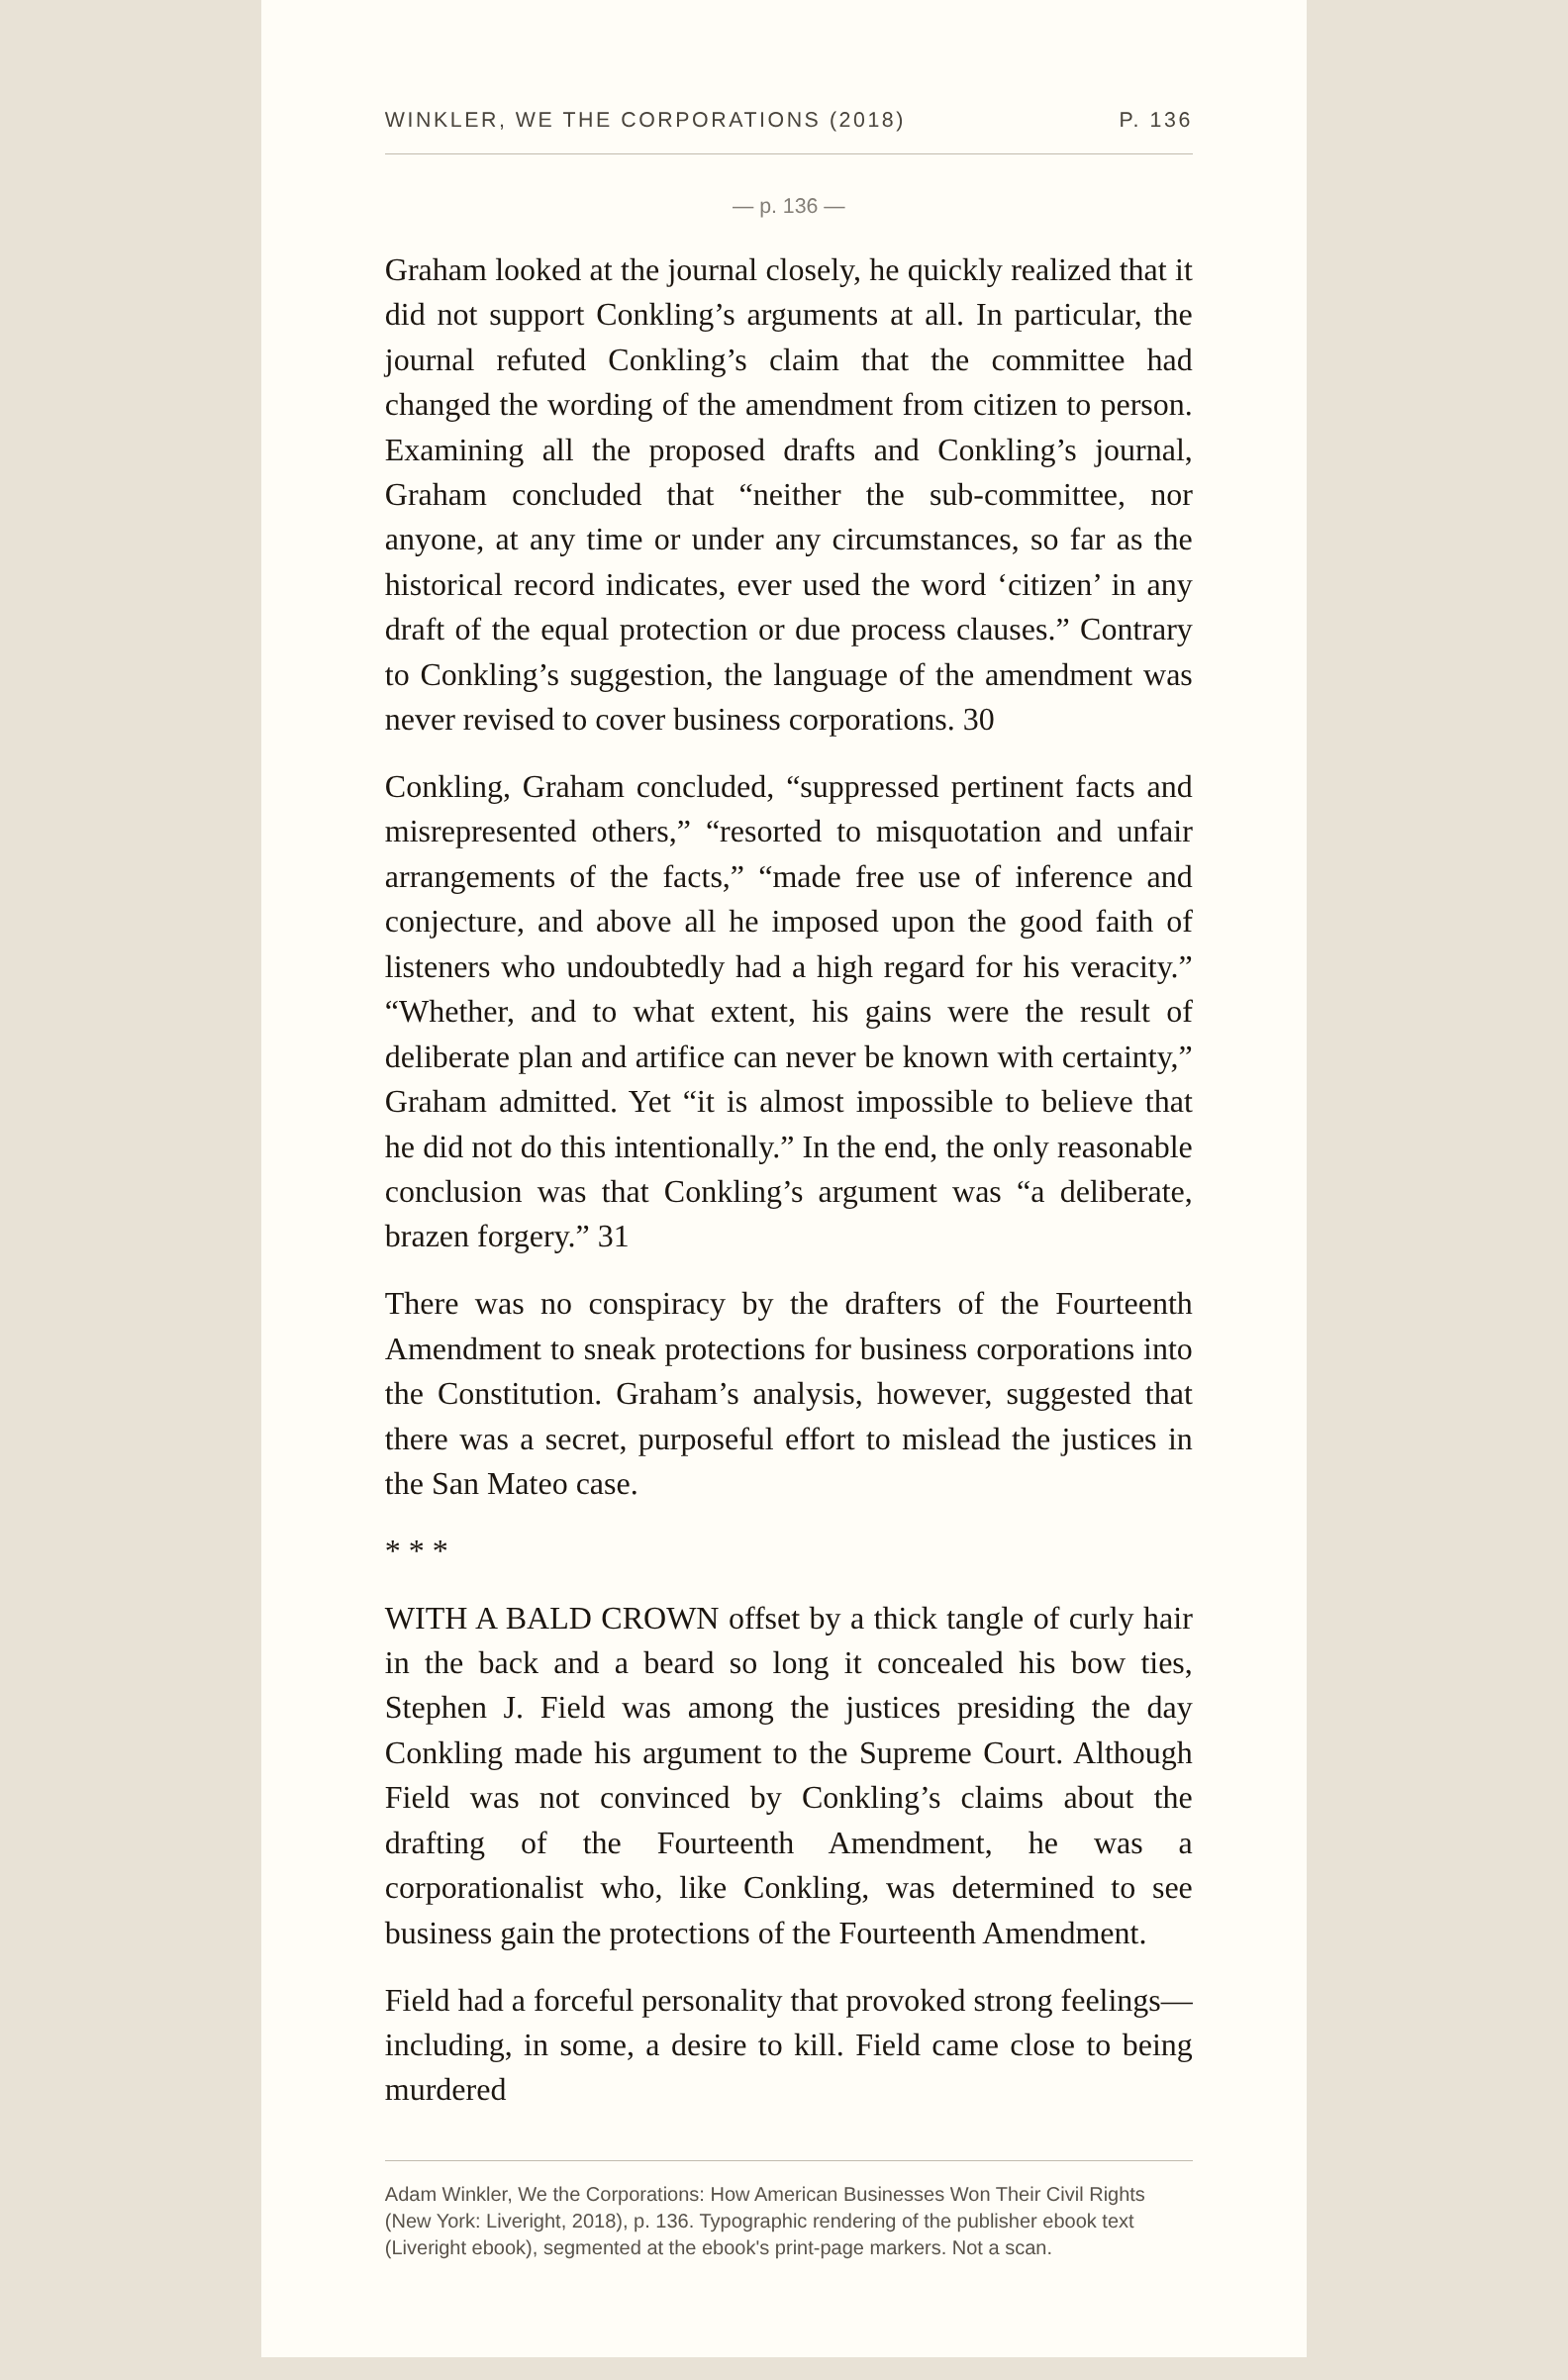 WINKLER, WE THE CORPORATIONS (2018) P. 136
— p. 136 —
Graham looked at the journal closely, he quickly realized that it
did not support Conkling’s arguments at all. In particular, the
journal refuted Conkling’s claim that the committee had
changed the wording of the amendment from citizen to person.
Examining all the proposed drafts and Conkling’s journal,
Graham concluded that “neither the sub-committee, nor
anyone, at any time or under any circumstances, so far as the
historical record indicates, ever used the word ‘citizen’ in any
draft of the equal protection or due process clauses.” Contrary
to Conkling’s suggestion, the language of the amendment was
never revised to cover business corporations. 30
Conkling, Graham concluded, “suppressed pertinent facts and
misrepresented others,” “resorted to misquotation and unfair
arrangements of the facts,” “made free use of inference and
conjecture, and above all he imposed upon the good faith of
listeners who undoubtedly had a high regard for his veracity.”
“Whether, and to what extent, his gains were the result of
deliberate plan and artifice can never be known with certainty,”
Graham admitted. Yet “it is almost impossible to believe that
he did not do this intentionally.” In the end, the only reasonable
conclusion was that Conkling’s argument was “a deliberate,
brazen forgery.” 31
There was no conspiracy by the drafters of the Fourteenth
Amendment to sneak protections for business corporations into
the Constitution. Graham’s analysis, however, suggested that
there was a secret, purposeful effort to mislead the justices in
the San Mateo case.
* * *
WITH A BALD CROWN offset by a thick tangle of curly hair
in the back and a beard so long it concealed his bow ties,
Stephen J. Field was among the justices presiding the day
Conkling made his argument to the Supreme Court. Although
Field was not convinced by Conkling’s claims about the
drafting of the Fourteenth Amendment, he was a
corporationalist who, like Conkling, was determined to see
business gain the protections of the Fourteenth Amendment.
Field had a forceful personality that provoked strong feelings—
including, in some, a desire to kill. Field came close to being
murdered
Adam Winkler, We the Corporations: How American Businesses Won Their Civil Rights
(New York: Liveright, 2018), p. 136. Typographic rendering of the publisher ebook text
(Liveright ebook), segmented at the ebook's print-page markers. Not a scan.